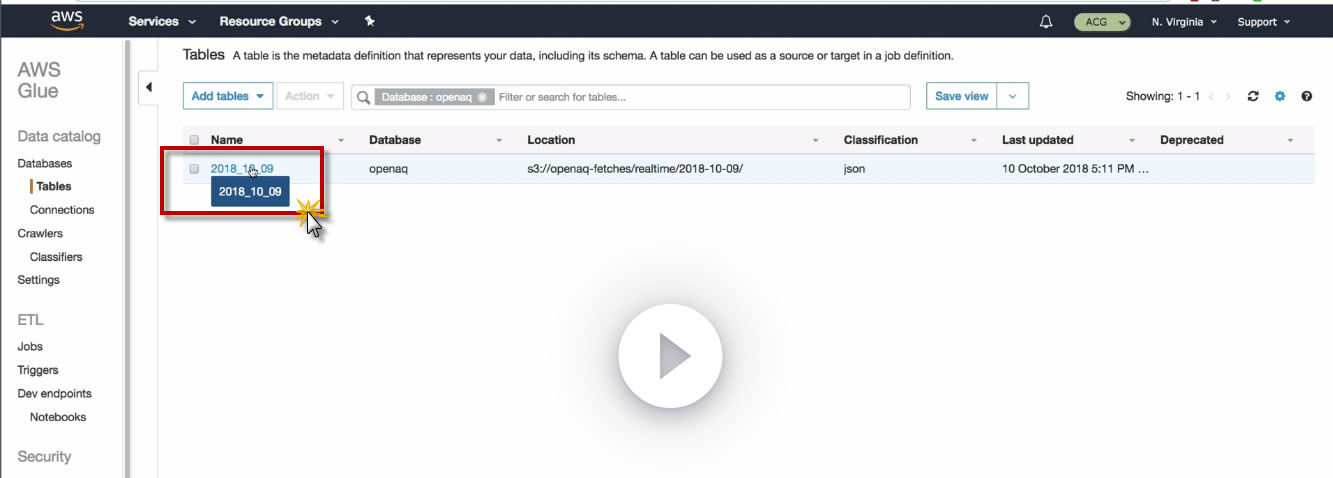 aws Services Resource Groups ACG N. Virginia Support
AWS
Glue
Data catalog
Databases
Tables
Connections
Crawlers
Classifiers
Settings
ETL
Jobs
Triggers
Dev endpoints
Notebooks
Security
Tables A table is the metadata definition that represents your data, including its schema. A table can be used as a source or target in a job definition.
Add tables Action Database : openaq Filter or search for tables... Save view Showing: 1 - 1
Name Database Location Classification Last updated Deprecated
2018_10_09 openaq s3://openaq-fetches/realtime/2018-10-09/ json 10 October 2018 5:11 PM ...
2018_10_09